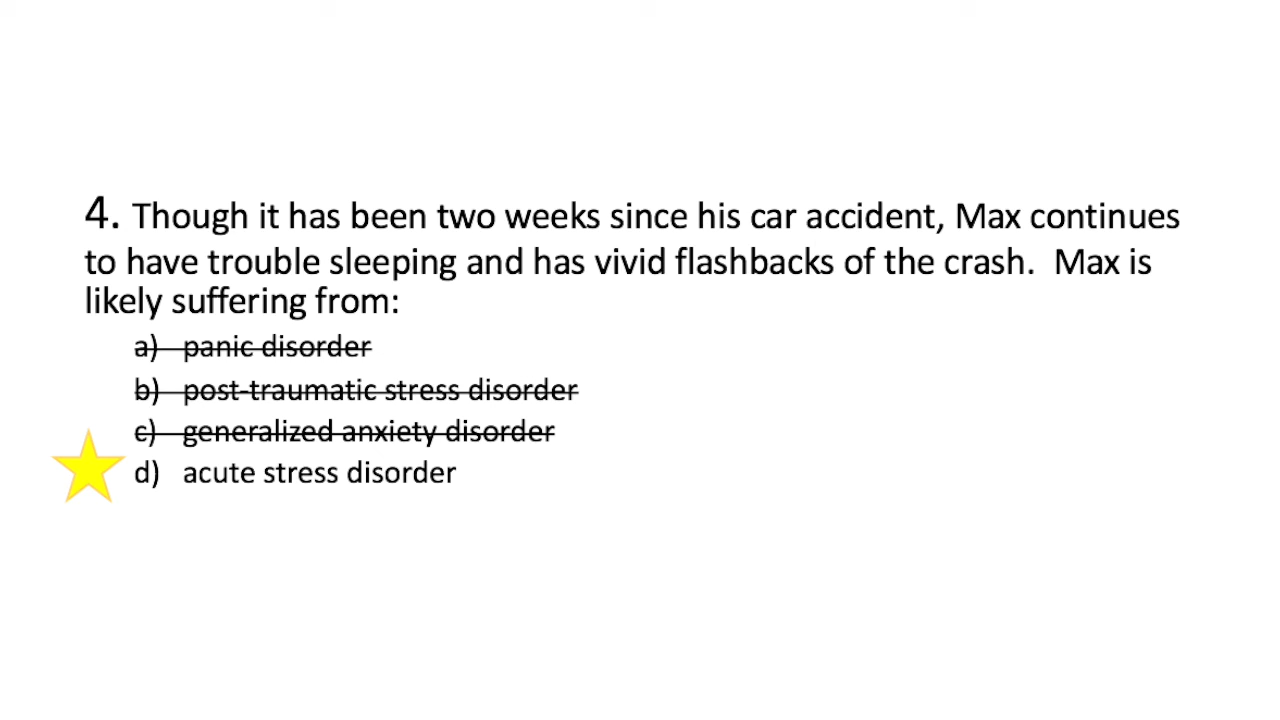 4. Though it has been two weeks since his car accident, Max continues
to have trouble sleeping and has vivid flashbacks of the crash.  Max is
likely suffering from:
a) panic disorder
b) post-traumatic stress disorder
c) generalized anxiety disorder
d) acute stress disorder